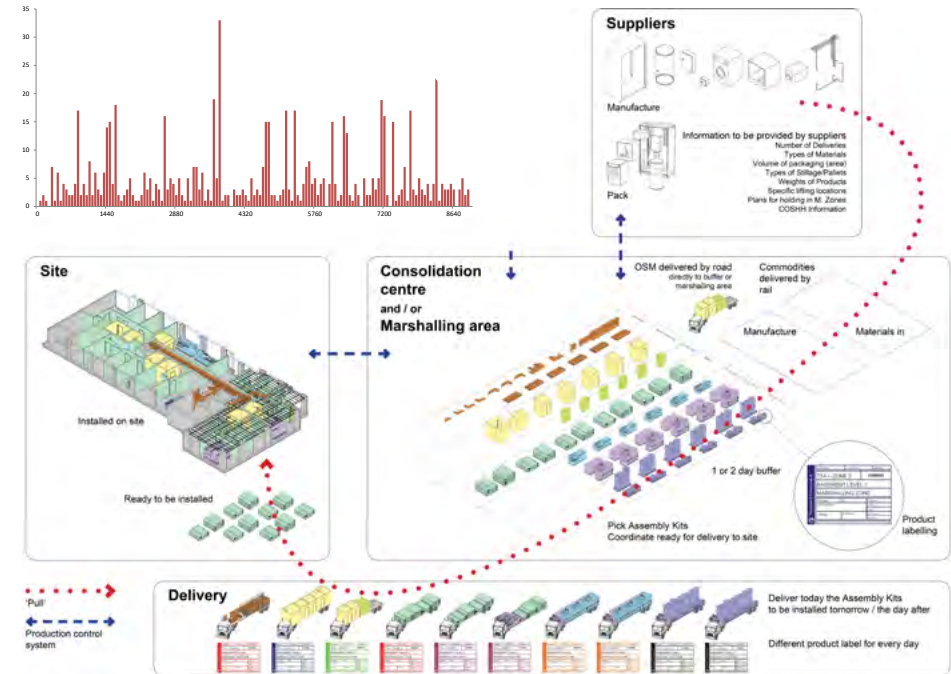 35
30
25
20
15
10
5
0
0 1440 2880 4320 5760 7200 8640
Suppliers
Manufacture
Pack
Information to be provided by suppliers
Number of Deliveries
Types of Materials
Volume of packaging (area)
Types of Stillage/Pallets
Weights of Products
Specific lifting locations
Plans for holding in M. Zones
COSHH Information
Site
Installed on site
Ready to be installed
Consolidation
centre
and / or
Marshalling area
OSM delivered by road
directly to buffer or
marshalling area
Commodities
delivered by
rail
Manufacture
Materials in
1 or 2 day buffer
Pick Assembly Kits
Coordinate ready for delivery to site
BASEMENT LEVEL 1
MARSHALLING ZONE
Product
labelling
'Pull'
Production control
system
Delivery
Deliver today the Assembly Kits
to be installed tomorrow / the day after
Different product label for every day